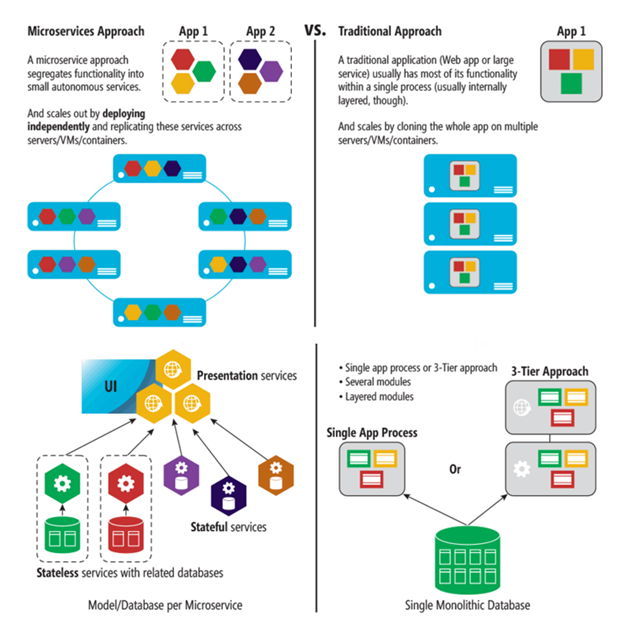 Microservices Approach
App 1
App 2
A microservice approach
segregates functionality into
small autonomous services.
And scales out by deploying
independently and replicating these services across
servers/VMs/containers.
VS.
Traditional Approach
App 1
A traditional application (Web app or large
service) usually has most of its functionality
within a single process (usually internally
layered, though).
And scales by cloning the whole app on multiple
servers/VMs/containers.
UI
Presentation services
Stateful services
Stateless services with related databases
Model/Database per Microservice
• Single app process or 3-Tier approach
• Several modules
• Layered modules
3-Tier Approach
Single App Process
Or
Single Monolithic Database